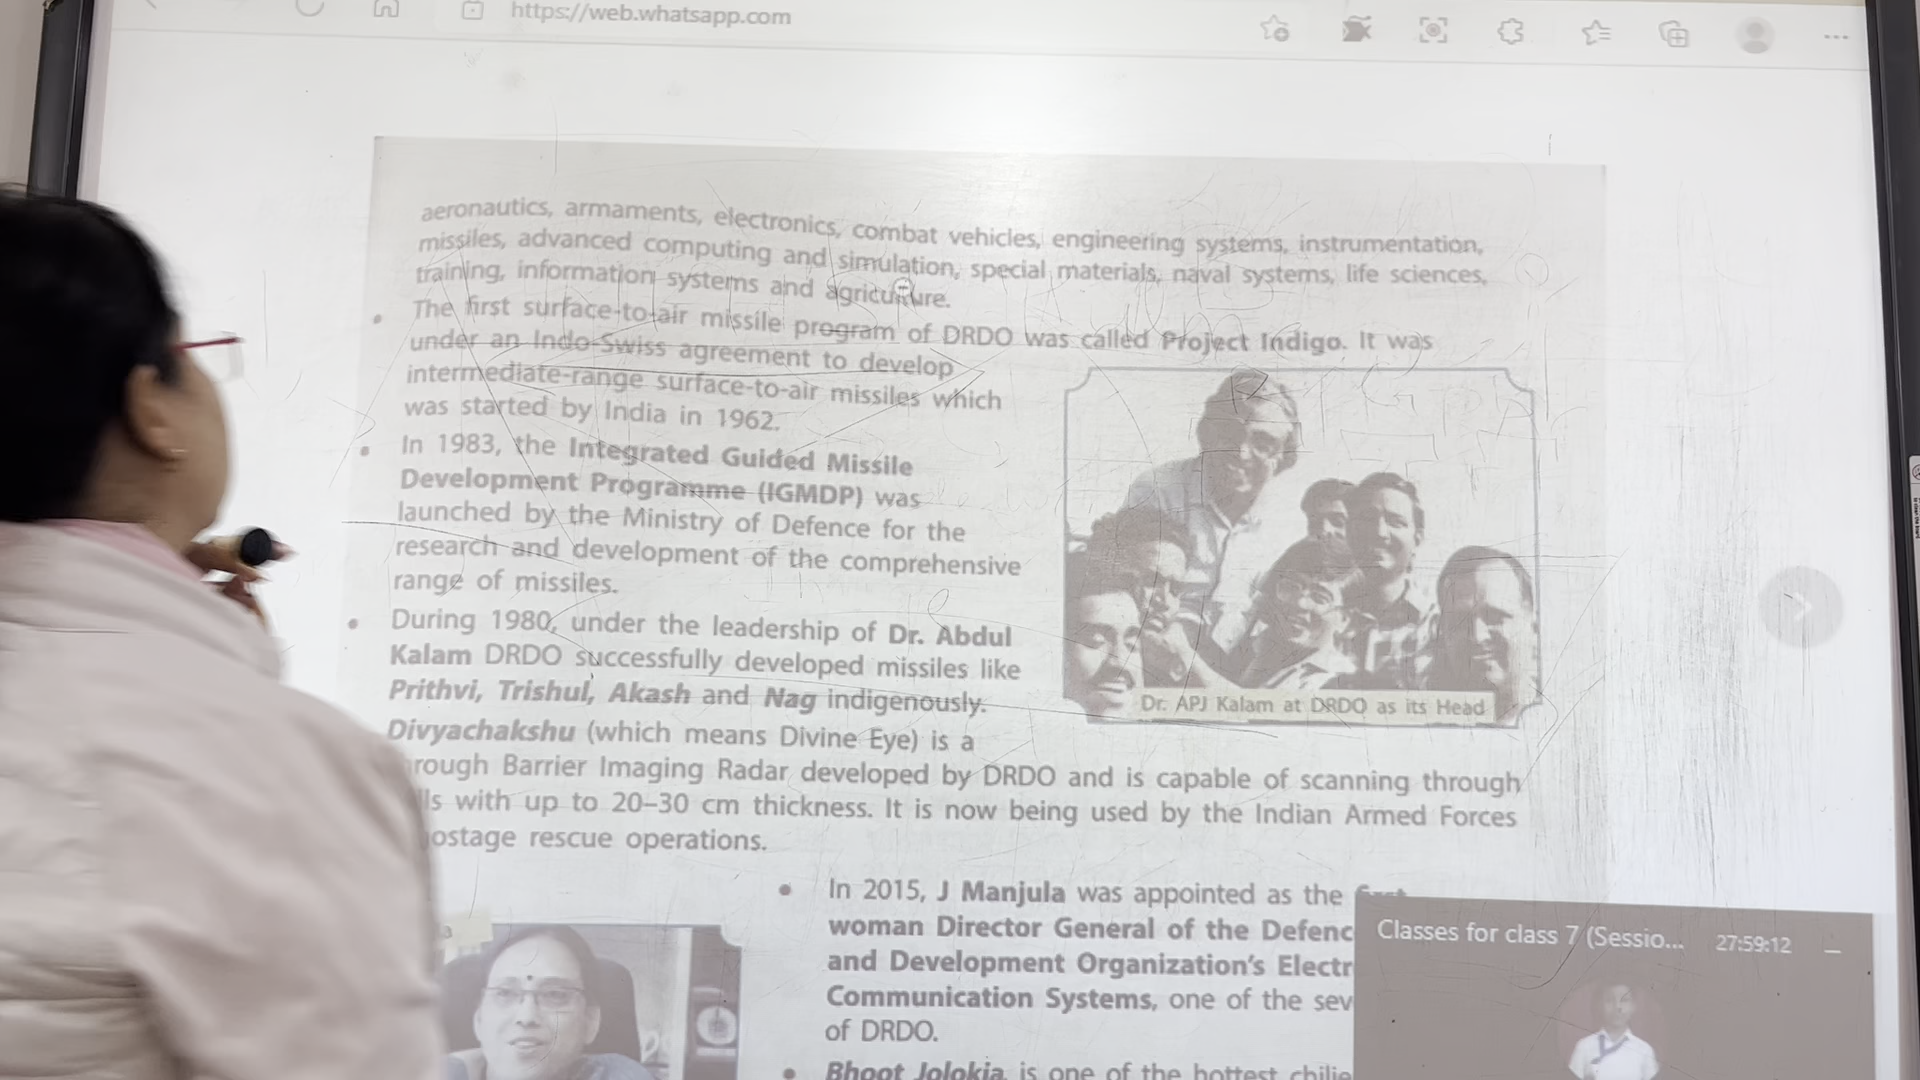 https://web.whatsapp.com
aeronautics, armaments, electronics, combat vehicles, engineering systems, instrumentation,
missiles, advanced computing and simulation, special materials, naval systems, life sciences,
training, information systems and agriculture.
• The first surface-to-air missile program of DRDO was called Project Indigo. It was
under an Indo-Swiss agreement to develop
intermediate-range surface-to-air missiles which
was started by India in 1962.
• In 1983, the Integrated Guided Missile
Development Programme (IGMDP) was
launched by the Ministry of Defence for the
research and development of the comprehensive
range of missiles.
• During 1980, under the leadership of Dr. Abdul
Kalam DRDO successfully developed missiles like
Prithvi, Trishul, Akash and Nag indigenously.
Dr. APJ Kalam at DRDO as its Head
Divyachakshu (which means Divine Eye) is a
rough Barrier Imaging Radar developed by DRDO and is capable of scanning through
ls with up to 20–30 cm thickness. It is now being used by the Indian Armed Forces
ostage rescue operations.
• In 2015, J Manjula was appointed as the
woman Director General of the Defenc
and Development Organization's Electr
Communication Systems, one of the sev
of DRDO.
• Bhoot Jolokia is one of the hottest chilie
Classes for class 7 (Sessio... 27:59:12